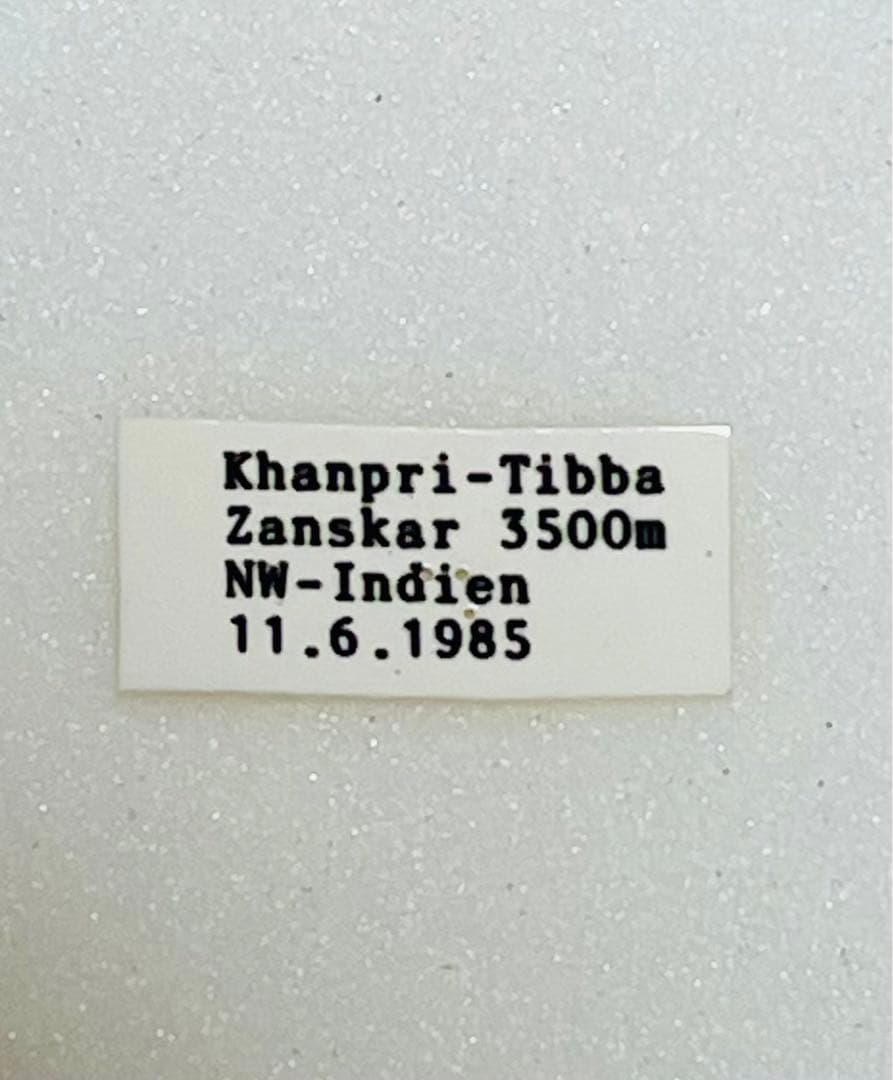 Khanpri-Tibba
Zanskar 3500m
NW-Indien
11.6.1985